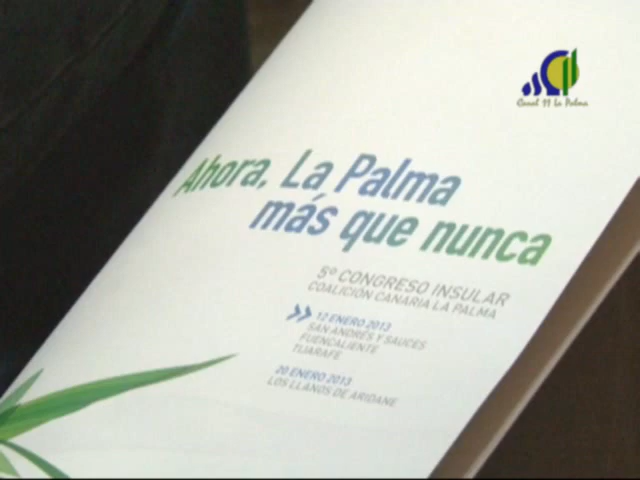 Canal 11 La Palma
Ahora, La Palma
más que nunca
5º CONGRESO INSULAR
COALICIÓN CANARIA LA PALMA
12 ENERO 2013
SAN ANDRÉS Y SAUCES
FUENCALIENTE
TIJARAFE
20 ENERO 2013
LOS LLANOS DE ARIDANE